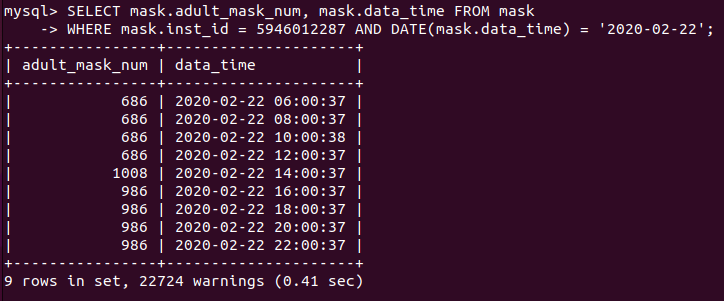 mysql> SELECT mask.adult_mask_num, mask.data_time FROM mask
    -> WHERE mask.inst_id = 5946012287 AND DATE(mask.data_time) = '2020-02-22';
+----------------+---------------------+
| adult_mask_num | data_time           |
+----------------+---------------------+
|            686 | 2020-02-22 06:00:37 |
|            686 | 2020-02-22 08:00:37 |
|            686 | 2020-02-22 10:00:38 |
|            686 | 2020-02-22 12:00:37 |
|           1008 | 2020-02-22 14:00:37 |
|            986 | 2020-02-22 16:00:37 |
|            986 | 2020-02-22 18:00:37 |
|            986 | 2020-02-22 20:00:37 |
|            986 | 2020-02-22 22:00:37 |
+----------------+---------------------+
9 rows in set, 22724 warnings (0.41 sec)